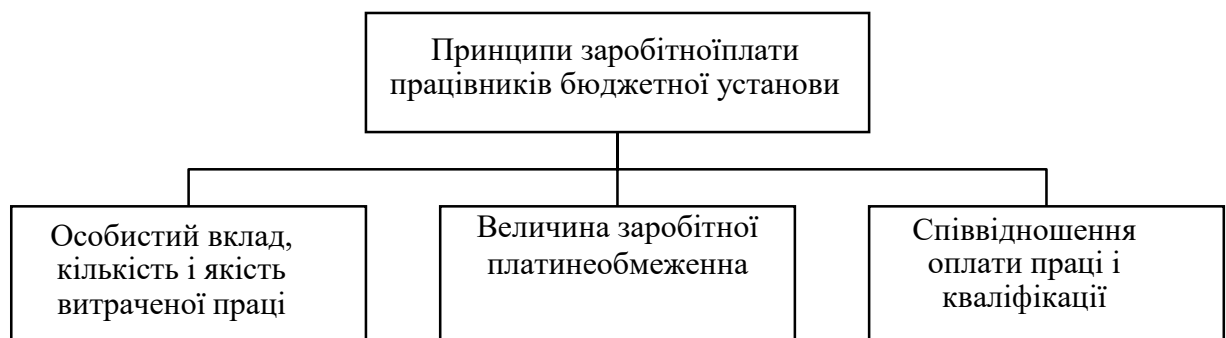 Принципи заробітноїплати
працівників бюджетної установи
Особистий вклад,
кількість і якість
витраченої праці
Величина заробітної
платинеобмеженна
Співвідношення
оплати праці і
кваліфікації